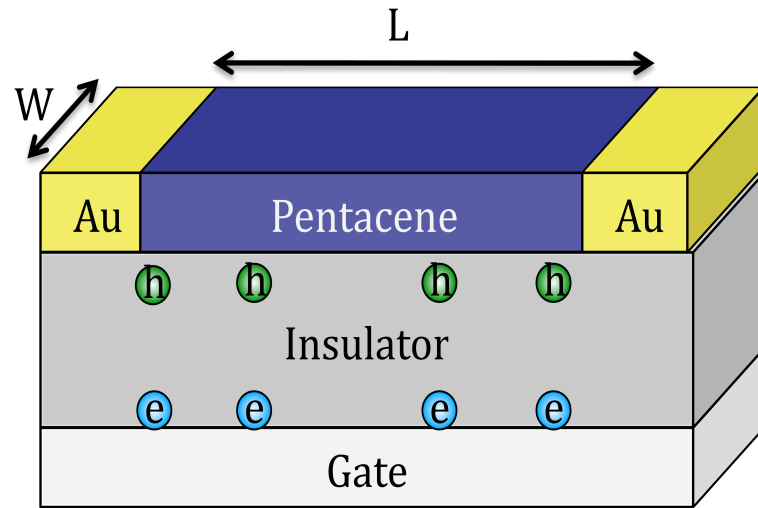 L
W
Au Pentacene Au
h h h h
Insulator
e e e e
Gate